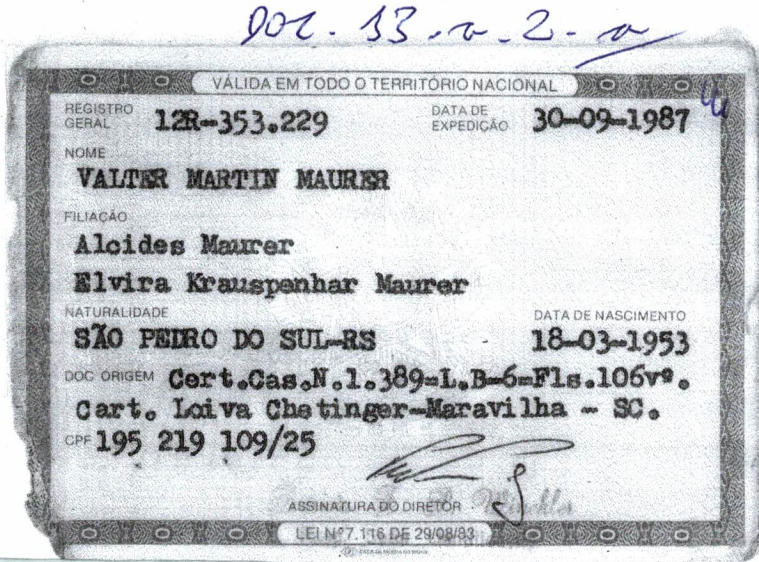 DOC. 13.a.2.a
VÁLIDA EM TODO O TERRITÓRIO NACIONAL
REGISTRO GERAL 12R-353.229 DATA DE EXPEDIÇÃO 30-09-1987
NOME
VALTER MARTIN MAURER
FILIAÇÃO
Alcides Maurer
Elvira Krauspenhar Maurer
NATURALIDADE DATA DE NASCIMENTO
SÃO PEDRO DO SUL-RS 18-03-1953
DOC ORIGEM Cert.Cas.N.1.389=L.B-6=Fls.106vº.
Cart. Loiva Chetinger-Maravilha - SC.
CPF 195 219 109/25
ASSINATURA DO DIRETOR
LEI Nº 7.116 DE 29/08/83